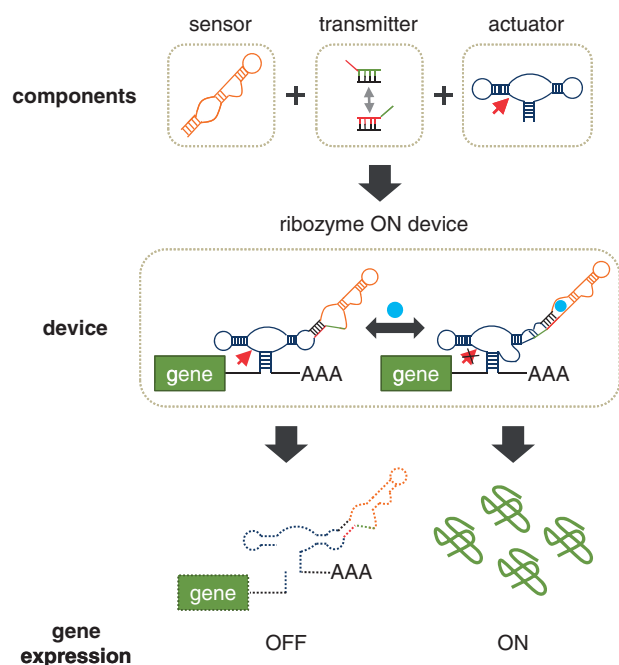 sensor transmitter actuator
components + +
ribozyme ON device
device
gene AAA gene AAA
gene AAA
gene
expression OFF ON